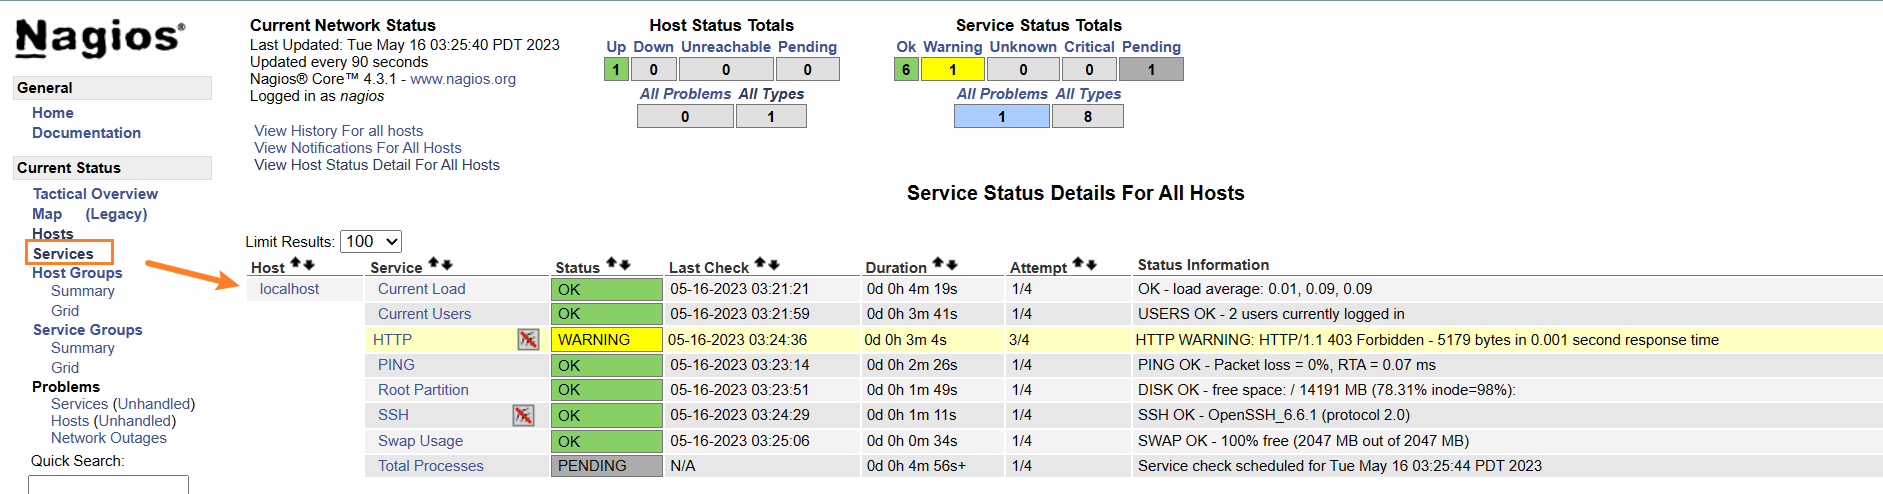 Nagios®
General
Home
Documentation
Current Status
Tactical Overview
Map (Legacy)
Hosts
Services
Host Groups
Summary
Grid
Service Groups
Summary
Grid
Problems
Services (Unhandled)
Hosts (Unhandled)
Network Outages
Quick Search:
Current Network Status
Last Updated: Tue May 16 03:25:40 PDT 2023
Updated every 90 seconds
Nagios® Core™ 4.3.1 - www.nagios.org
Logged in as nagios
View History For all hosts
View Notifications For All Hosts
View Host Status Detail For All Hosts
Host Status Totals
Up Down Unreachable Pending
1 0 0 0
All Problems All Types
0 1
Service Status Totals
Ok Warning Unknown Critical Pending
6 1 0 0 1
All Problems All Types
1 8
Service Status Details For All Hosts
Limit Results: 100
Host Service Status Last Check Duration Attempt Status Information
localhost Current Load OK 05-16-2023 03:21:21 0d 0h 4m 19s 1/4 OK - load average: 0.01, 0.09, 0.09
Current Users OK 05-16-2023 03:21:59 0d 0h 3m 41s 1/4 USERS OK - 2 users currently logged in
HTTP WARNING 05-16-2023 03:24:36 0d 0h 3m 4s 3/4 HTTP WARNING: HTTP/1.1 403 Forbidden - 5179 bytes in 0.001 second response time
PING OK 05-16-2023 03:23:14 0d 0h 2m 26s 1/4 PING OK - Packet loss = 0%, RTA = 0.07 ms
Root Partition OK 05-16-2023 03:23:51 0d 0h 1m 49s 1/4 DISK OK - free space: / 14191 MB (78.31% inode=98%):
SSH OK 05-16-2023 03:24:29 0d 0h 1m 11s 1/4 SSH OK - OpenSSH_6.6.1 (protocol 2.0)
Swap Usage OK 05-16-2023 03:25:06 0d 0h 0m 34s 1/4 SWAP OK - 100% free (2047 MB out of 2047 MB)
Total Processes PENDING N/A 0d 0h 4m 56s+ 1/4 Service check scheduled for Tue May 16 03:25:44 PDT 2023